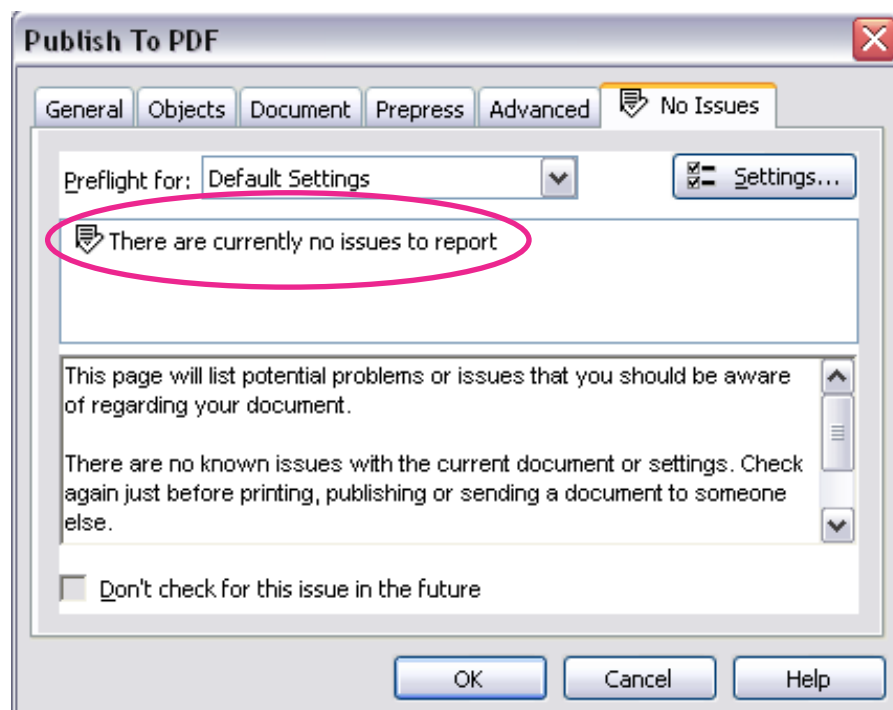 Publish To PDF
General Objects Document Prepress Advanced No Issues
Preflight for: Default Settings Settings...
There are currently no issues to report
This page will list potential problems or issues that you should be aware
of regarding your document.
There are no known issues with the current document or settings. Check
again just before printing, publishing or sending a document to someone
else.
Don't check for this issue in the future
OK Cancel Help